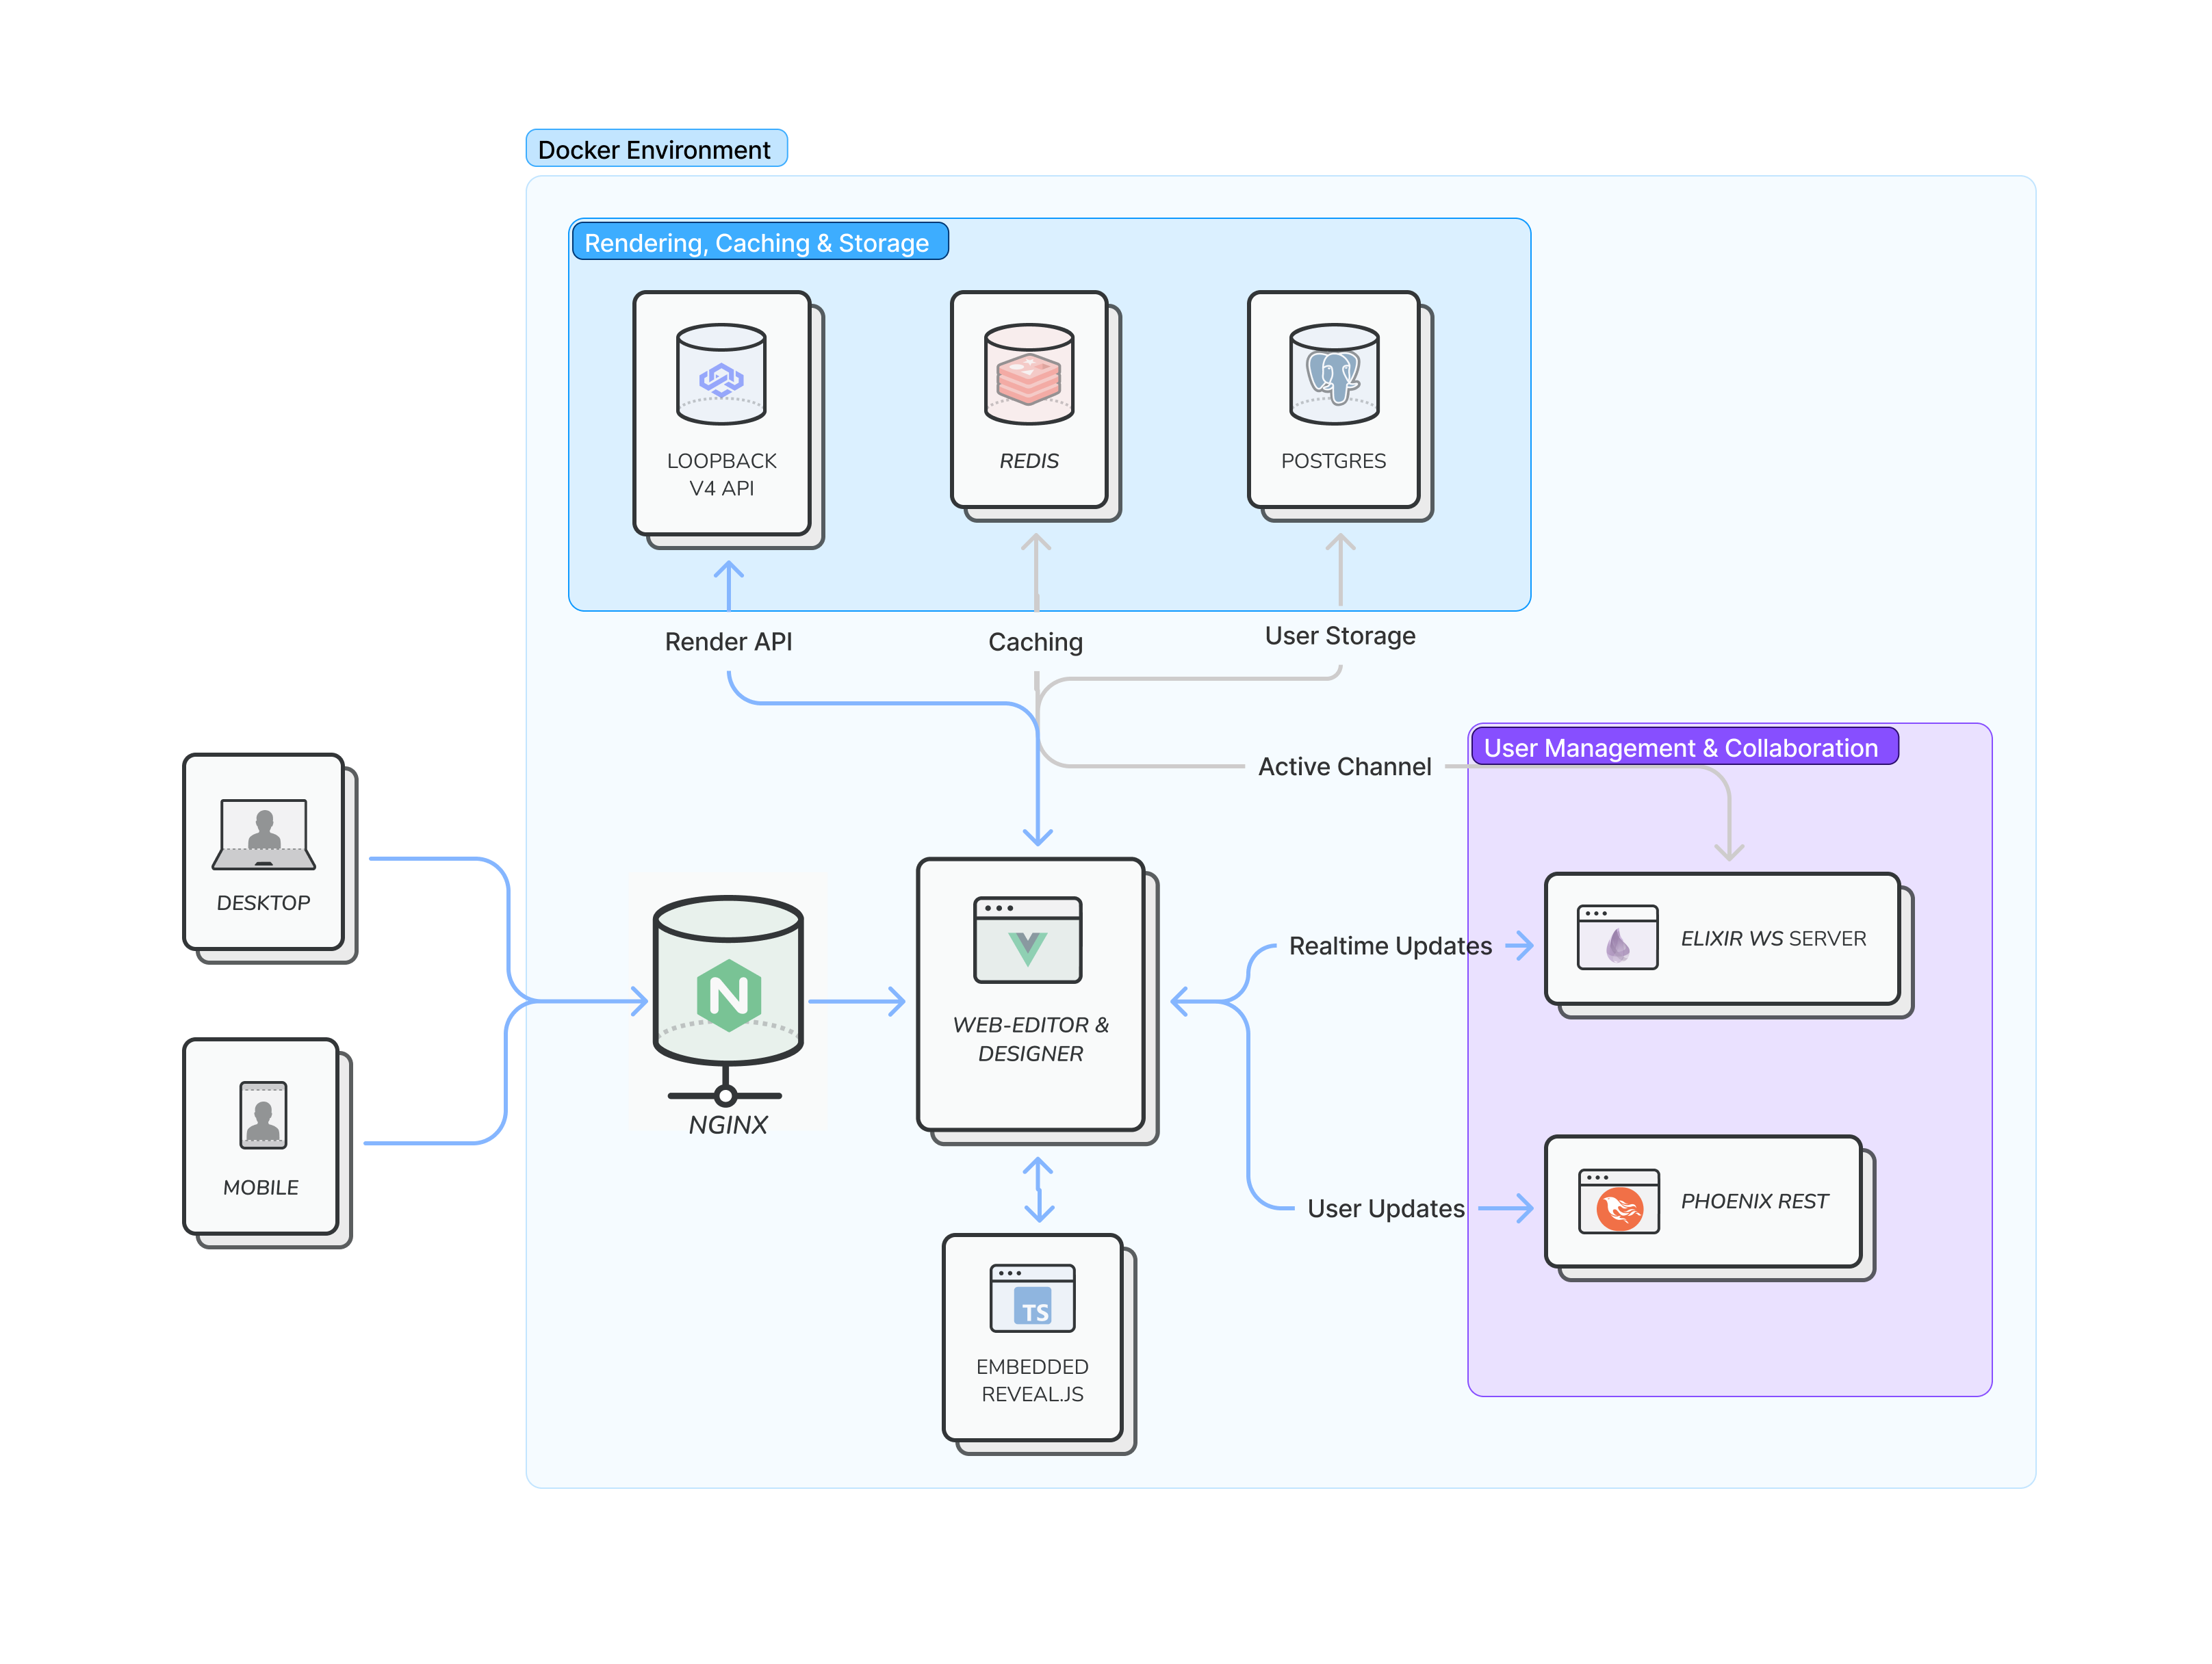 Docker Environment
Rendering, Caching & Storage
LOOPBACK
V4 API
REDIS
POSTGRES
Render API
Caching
User Storage
Active Channel
User Management & Collaboration
DESKTOP
MOBILE
N
NGINX
WEB-EDITOR &
DESIGNER
Realtime Updates
ELIXIR WS SERVER
User Updates
PHOENIX REST
TS
EMBEDDED
REVEAL.JS